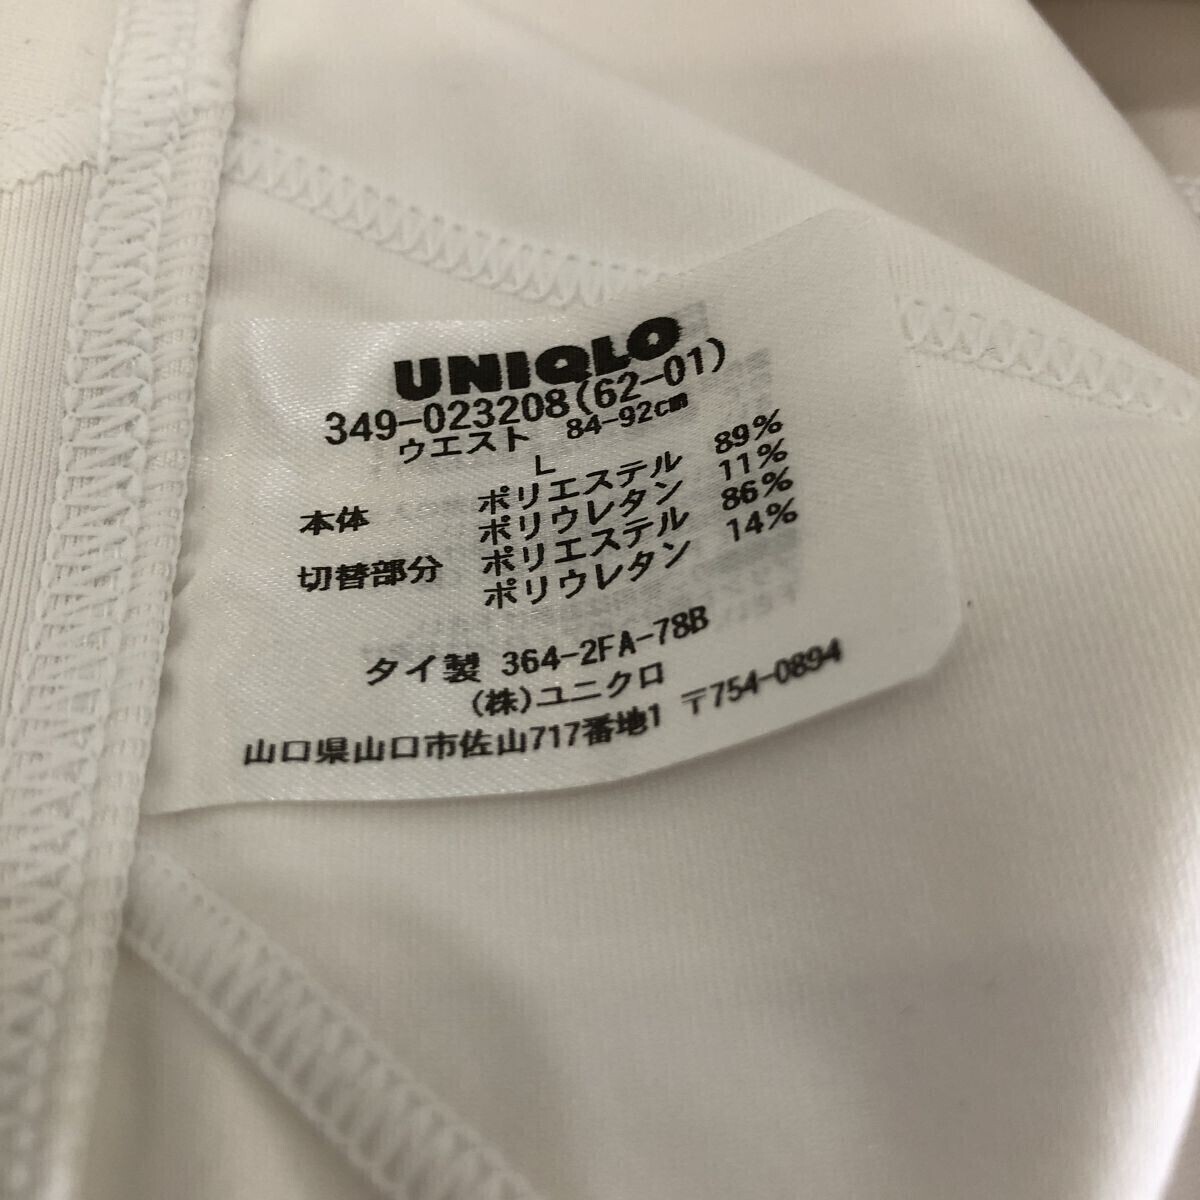 UNIQLO
349-023208(62-01)
ウエスト 84-92cm
L
本体 ポリエステル 89%
ポリウレタン 11%
切替部分 ポリエステル 86%
ポリウレタン 14%
タイ製 364-2FA-78B
(株)ユニクロ
山口県山口市佐山717番地1 〒754-0894